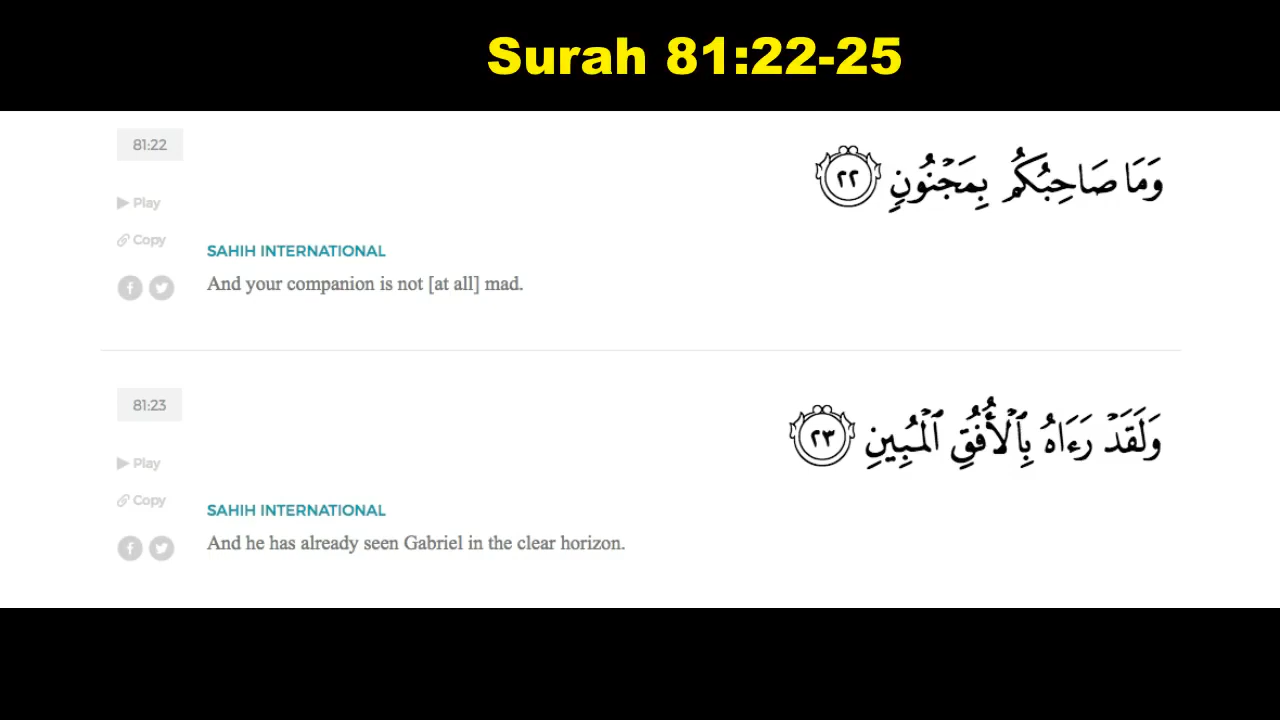 Surah 81:22-25
81:22
وَمَا صَاحِبُكُم بِمَجْنُونٍ ٢٢
Play
Copy
SAHIH INTERNATIONAL
And your companion is not [at all] mad.
81:23
وَلَقَدْ رَءَاهُ بِٱلْأُفُقِ ٱلْمُبِينِ ٢٣
Play
Copy
SAHIH INTERNATIONAL
And he has already seen Gabriel in the clear horizon.